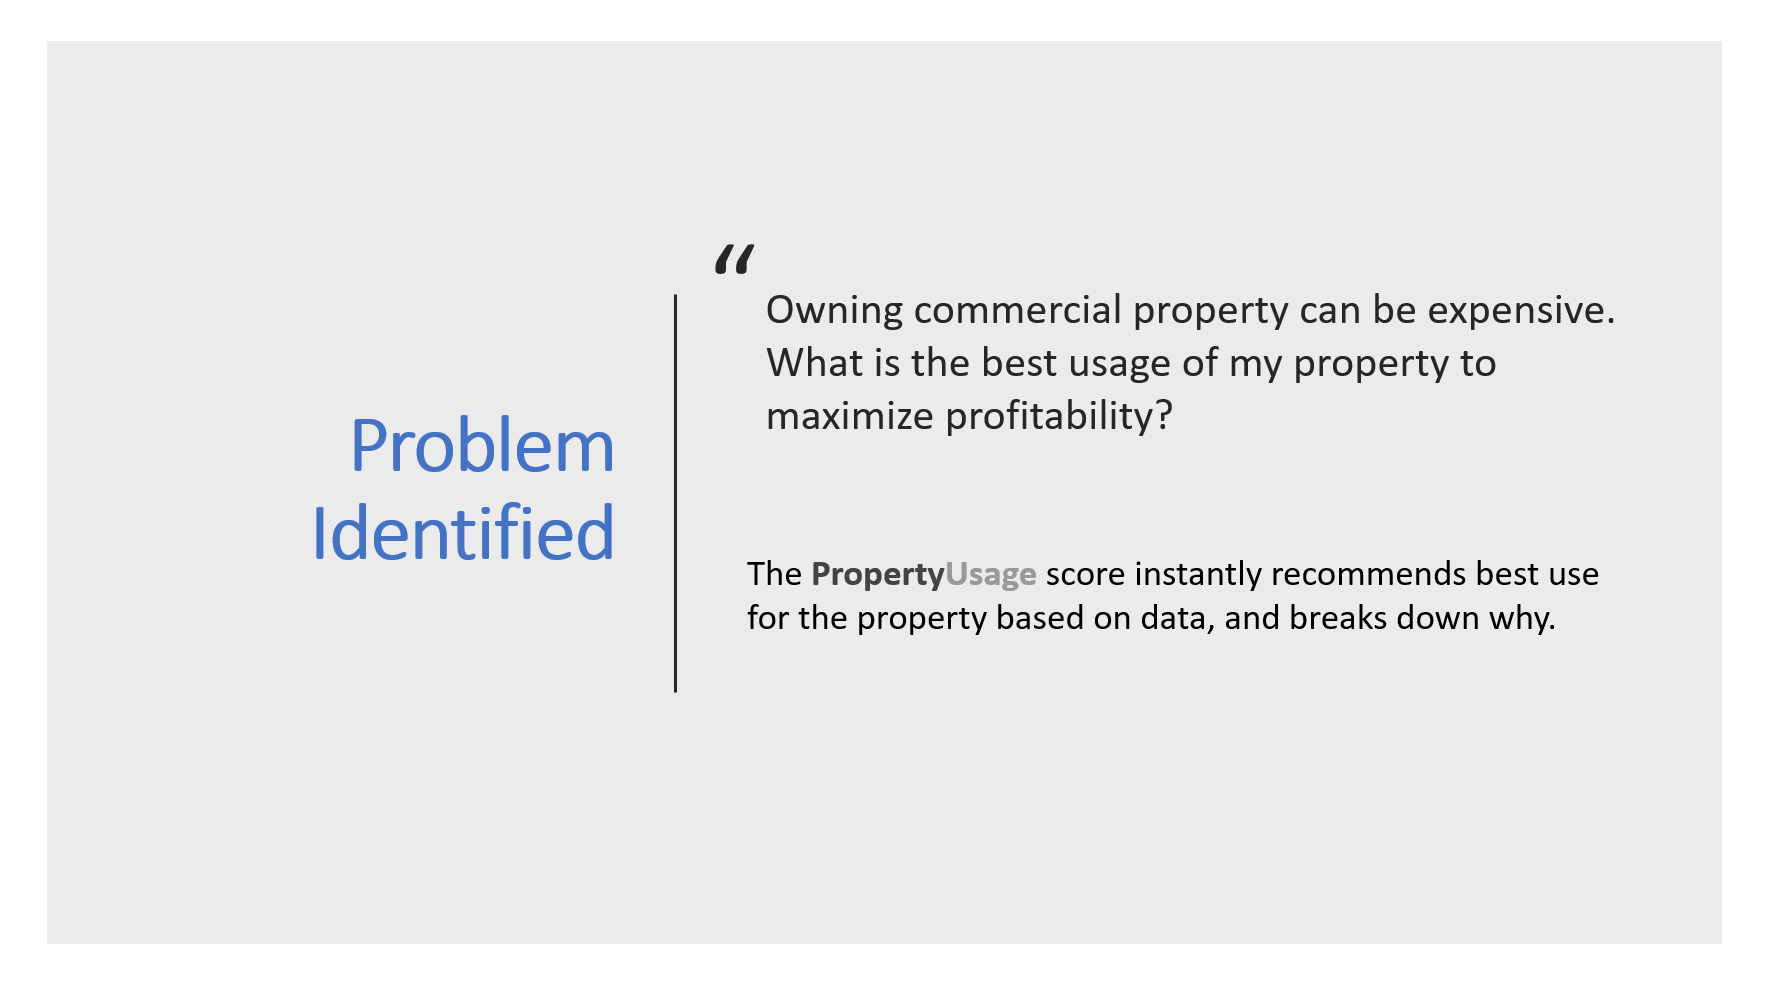 Problem
Identified
“
Owning commercial property can be expensive.
What is the best usage of my property to
maximize profitability?
The PropertyUsage score instantly recommends best use
for the property based on data, and breaks down why.